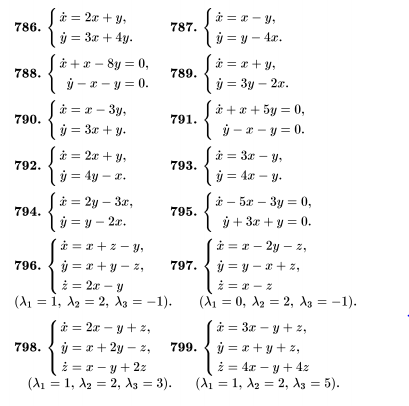 786. { ẋ = 2x + y, ẏ = 3x + 4y.
787. { ẋ = x − y, ẏ = y − 4x.
788. { ẋ + x − 8y = 0, ẏ − x − y = 0.
789. { ẋ = x + y, ẏ = 3y − 2x.
790. { ẋ = x − 3y, ẏ = 3x + y.
791. { ẋ + x + 5y = 0, ẏ − x − y = 0.
792. { ẋ = 2x + y, ẏ = 4y − x.
793. { ẋ = 3x − y, ẏ = 4x − y.
794. { ẋ = 2y − 3x, ẏ = y − 2x.
795. { ẋ − 5x − 3y = 0, ẏ + 3x + y = 0.
796. { ẋ = x + z − y, ẏ = x + y − z, ż = 2x − y
(λ₁ = 1, λ₂ = 2, λ₃ = −1).
797. { ẋ = x − 2y − z, ẏ = y − x + z, ż = x − z
(λ₁ = 0, λ₂ = 2, λ₃ = −1).
798. { ẋ = 2x − y + z, ẏ = x + 2y − z, ż = x − y + 2z
(λ₁ = 1, λ₂ = 2, λ₃ = 3).
799. { ẋ = 3x − y + z, ẏ = x + y + z, ż = 4x − y + 4z
(λ₁ = 1, λ₂ = 2, λ₃ = 5).